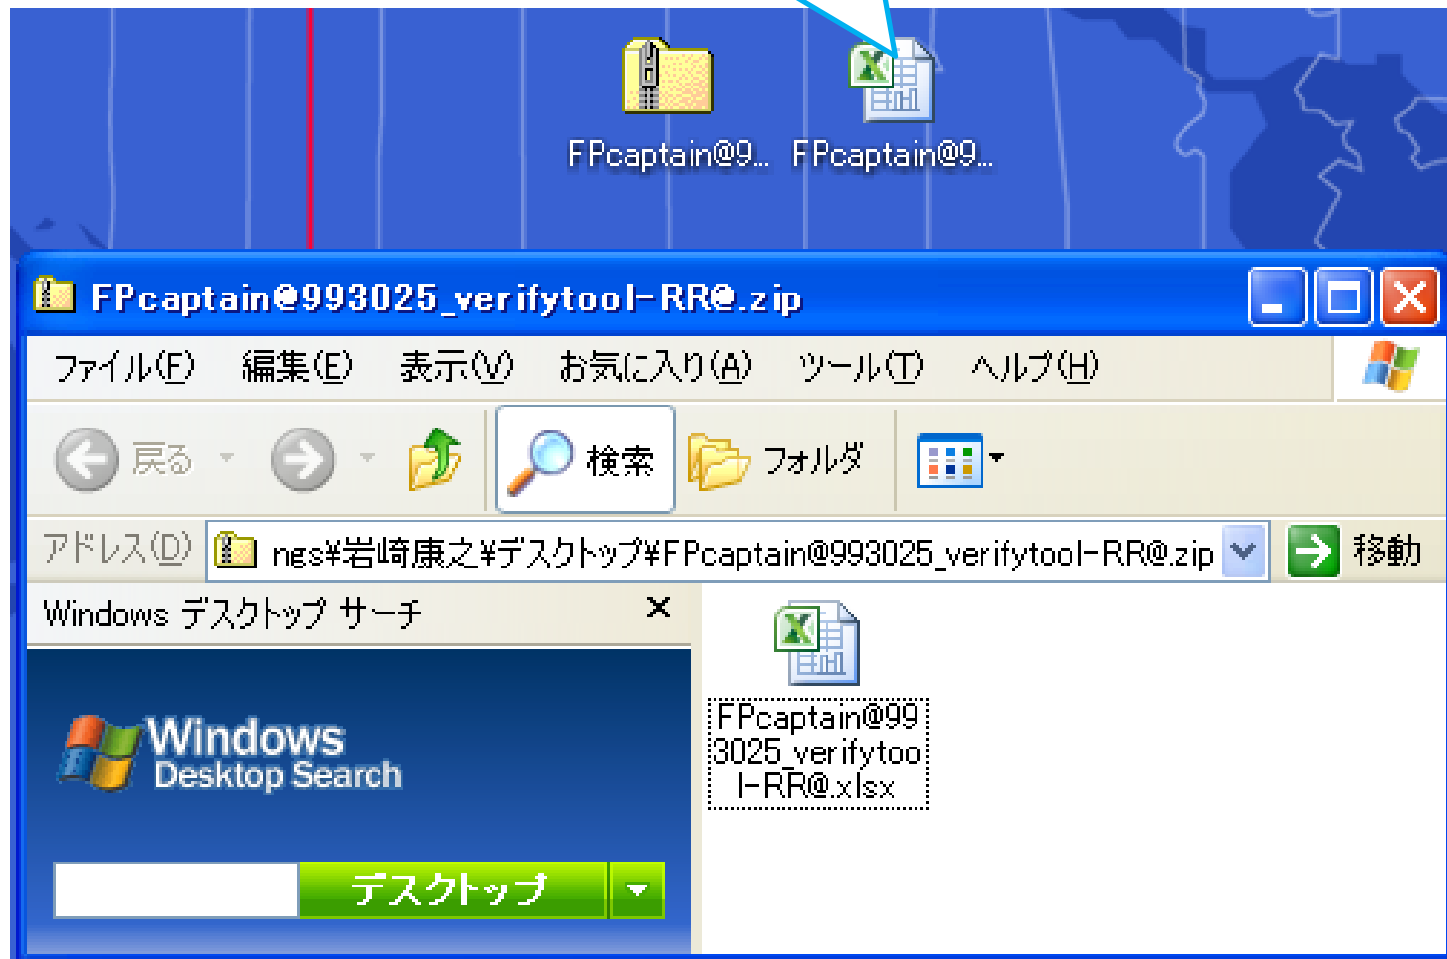 FPcaptain@9... FPcaptain@9...
FPcaptain@993025_verifytool-RR@.zip
ファイル(F) 編集(E) 表示(V) お気に入り(A) ツール(T) ヘルプ(H)
戻る 検索 フォルダ
アドレス(D) ngs¥岩崎康之¥デスクトップ¥FPcaptain@993025_verifytool-RR@.zip 移動
Windows デスクトップ サーチ
FPcaptain@99
3025_verifytoo
l-RR@.xlsx
Windows
Desktop Search
デスクトップ